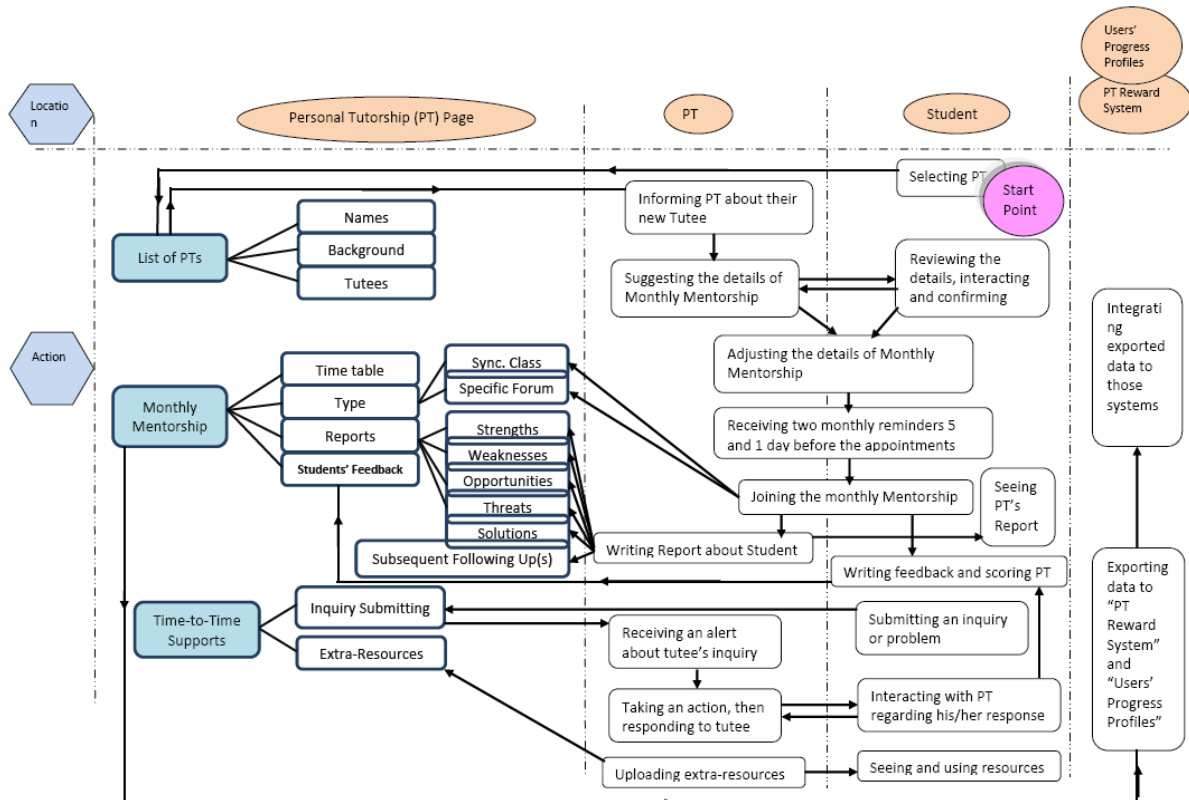 Users'
Progress
Profiles
PT Reward
System
Locatio
n
Personal Tutorship (PT) Page
PT
Student
Selecting PT
Start
Point
Informing PT about their
new Tutee
Names
Background
Tutees
List of PTs
Suggesting the details of
Monthly Mentorship
Reviewing the
details, interacting
and confirming
Integrati
ng
exported
data to
those
systems
Action
Adjusting the details of Monthly
Mentorship
Time table
Type
Reports
Students' Feedback
Monthly
Mentorship
Sync. Class
Specific Forum
Strengths
Weaknesses
Opportunities
Threats
Solutions
Subsequent Following Up(s)
Receiving two monthly reminders 5
and 1 day before the appointments
Joining the monthly Mentorship
Seeing
PT's
Report
Writing Report about Student
Writing feedback and scoring PT
Exporting
data to
"PT
Reward
System"
and
"Users'
Progress
Profiles"
Time-to-Time
Supports
Inquiry Submitting
Extra-Resources
Receiving an alert
about tutee's inquiry
Submitting an inquiry
or problem
Taking an action, then
responding to tutee
Interacting with PT
regarding his/her response
Uploading extra-resources
Seeing and using resources